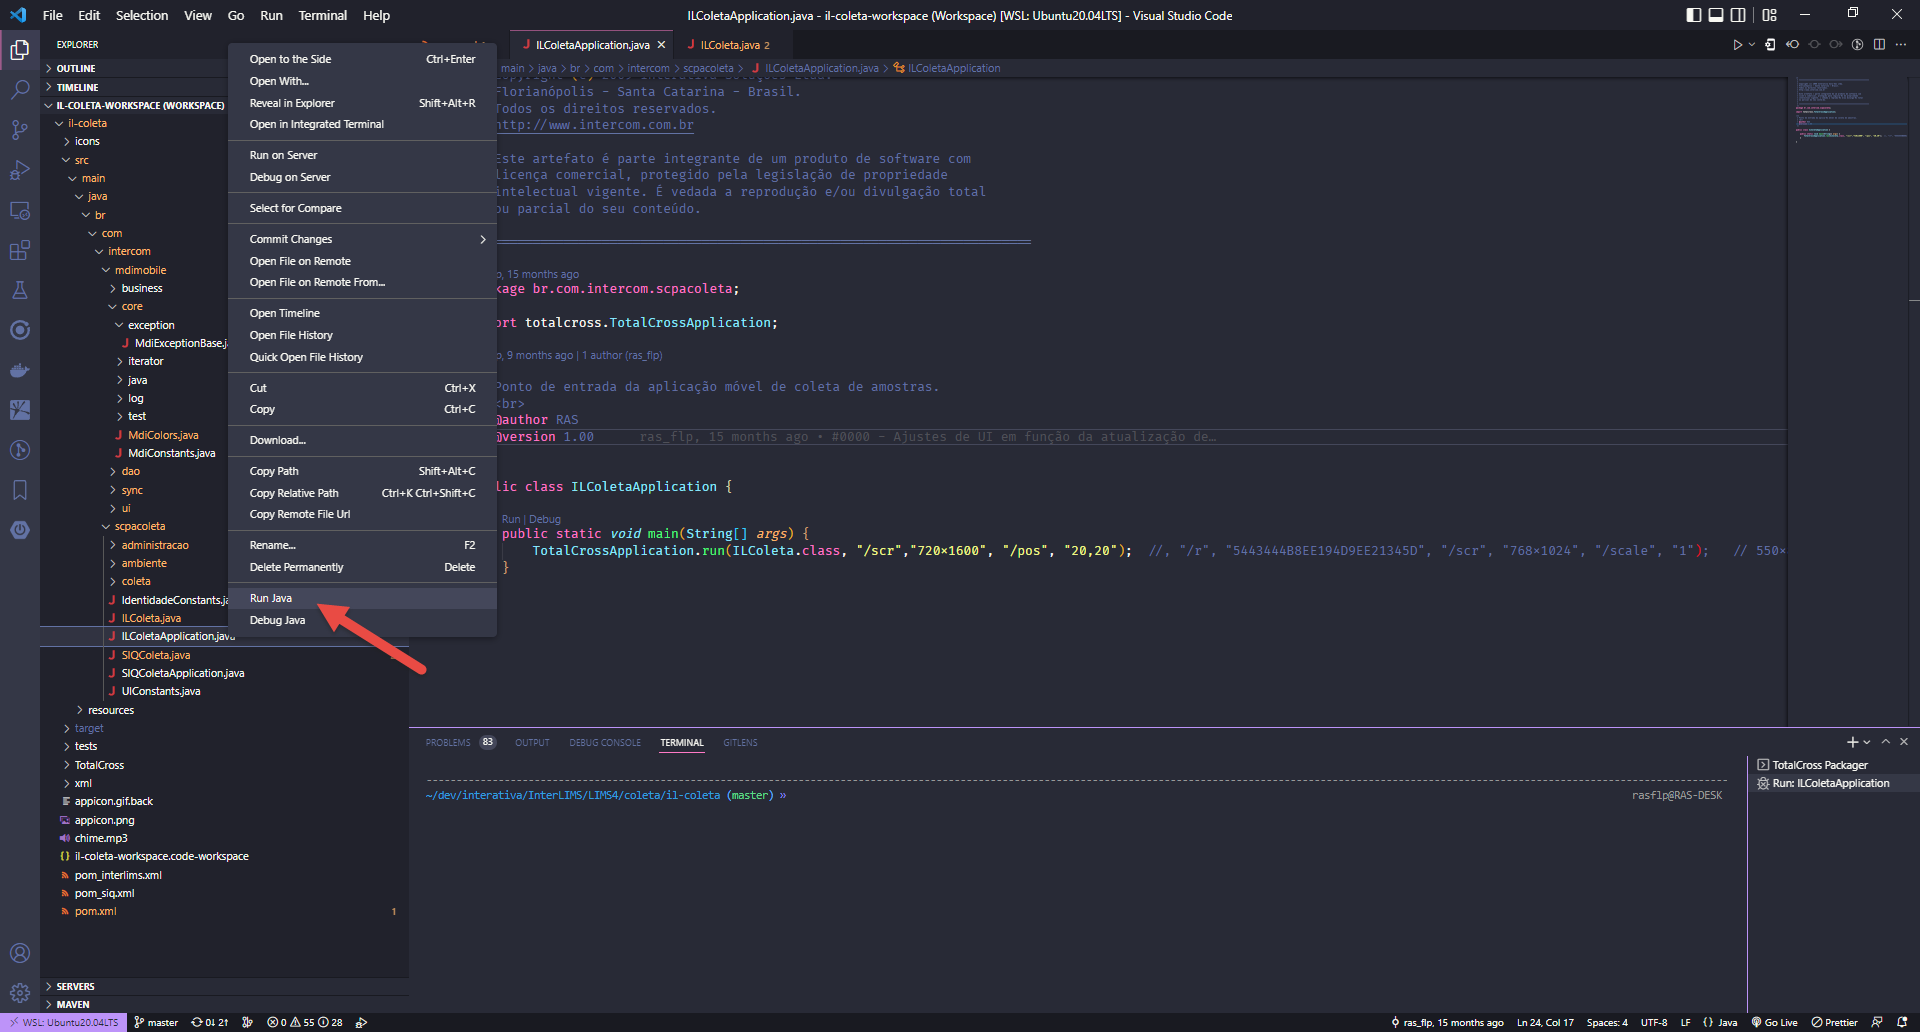 File Edit Selection View Go Run Terminal Help
ILColetaApplication.java - il-coleta-workspace (Workspace) [WSL: Ubuntu20.04LTS] - Visual Studio Code
EXPLORER
OUTLINE
TIMELINE
IL-COLETA-WORKSPACE (WORKSPACE)
il-coleta
icons
src
main
java
br
com
intercom
mdimobile
business
core
exception
MdiExceptionBase.ja
iterator
java
log
test
MdiColors.java
MdiConstants.java
dao
sync
ui
scpacoleta
administracao
ambiente
coleta
IdentidadeConstants.ja
ILColeta.java
ILColetaApplication.java
SIQColeta.java
SIQColetaApplication.java
UIConstants.java
resources
target
tests
TotalCross
xml
appicon.gif.back
appicon.png
chime.mp3
il-coleta-workspace.code-workspace
pom_interlims.xml
pom_siq.xml
pom.xml 1
SERVERS
MAVEN
Open to the Side Ctrl+Enter
Open With...
Reveal in Explorer Shift+Alt+R
Open in Integrated Terminal
Run on Server
Debug on Server
Select for Compare
Commit Changes
Open File on Remote
Open File on Remote From...
Open Timeline
Open File History
Quick Open File History
Cut Ctrl+X
Copy Ctrl+C
Download...
Copy Path Shift+Alt+C
Copy Relative Path Ctrl+K Ctrl+Shift+C
Copy Remote File Url
Rename... F2
Delete Permanently Delete
Run Java
Debug Java
ILColetaApplication.java ILColeta.java 2
main > java > br > com > intercom > scpacoleta > ILColetaApplication.java > ILColetaApplication
Florianópolis - Santa Catarina - Brasil.
Todos os direitos reservados.
http://www.intercom.com.br
Este artefato é parte integrante de um produto de software com
licença comercial, protegido pela legislação de propriedade
intelectual vigente. É vedada a reprodução e/ou divulgação total
ou parcial do seu conteúdo.
p, 15 months ago
kage br.com.intercom.scpacoleta;
ort totalcross.TotalCrossApplication;
p, 9 months ago | 1 author (ras_flp)
Ponto de entrada da aplicação móvel de coleta de amostras.
<br>
@author RAS
@version 1.00 ras_flp, 15 months ago • #0000 - Ajustes de UI em função da atualização de…
lic class ILColetaApplication {
Run | Debug
public static void main(String[] args) {
TotalCrossApplication.run(ILColeta.class, "/scr","720×1600", "/pos", "20,20"); //, "/r", "5443444B8EE194D9EE21345D", "/scr", "768×1024", "/scale", "1"); // 550×
}
PROBLEMS 83 OUTPUT DEBUG CONSOLE TERMINAL GITLENS
~/dev/interativa/InterLIMS/LIMS4/coleta/il-coleta (master) » rasflp@RAS-DESK
TotalCross Packager
Run: ILColetaApplication
WSL: Ubuntu20.04LTS master 0↓ 2↑ 0 55 28
ras_flp, 15 months ago Ln 24, Col 17 Spaces: 4 UTF-8 LF {} Java Go Live Prettier